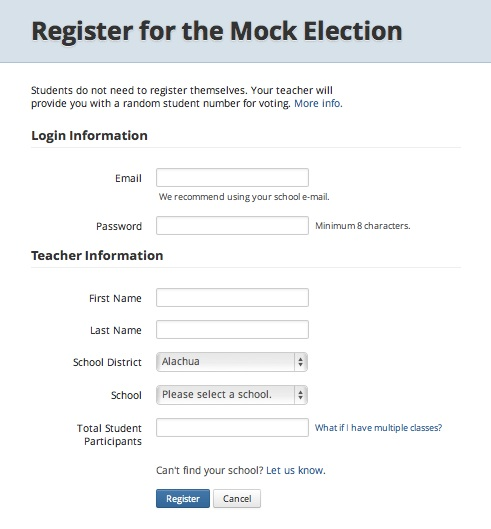 Register for the Mock Election
Students do not need to register themselves. Your teacher will
provide you with a random student number for voting. More info.
Login Information
Email
We recommend using your school e-mail.
Password
Minimum 8 characters.
Teacher Information
First Name
Last Name
School District
Alachua
School
Please select a school.
Total Student
Participants
What if I have multiple classes?
Can't find your school? Let us know.
Register
Cancel